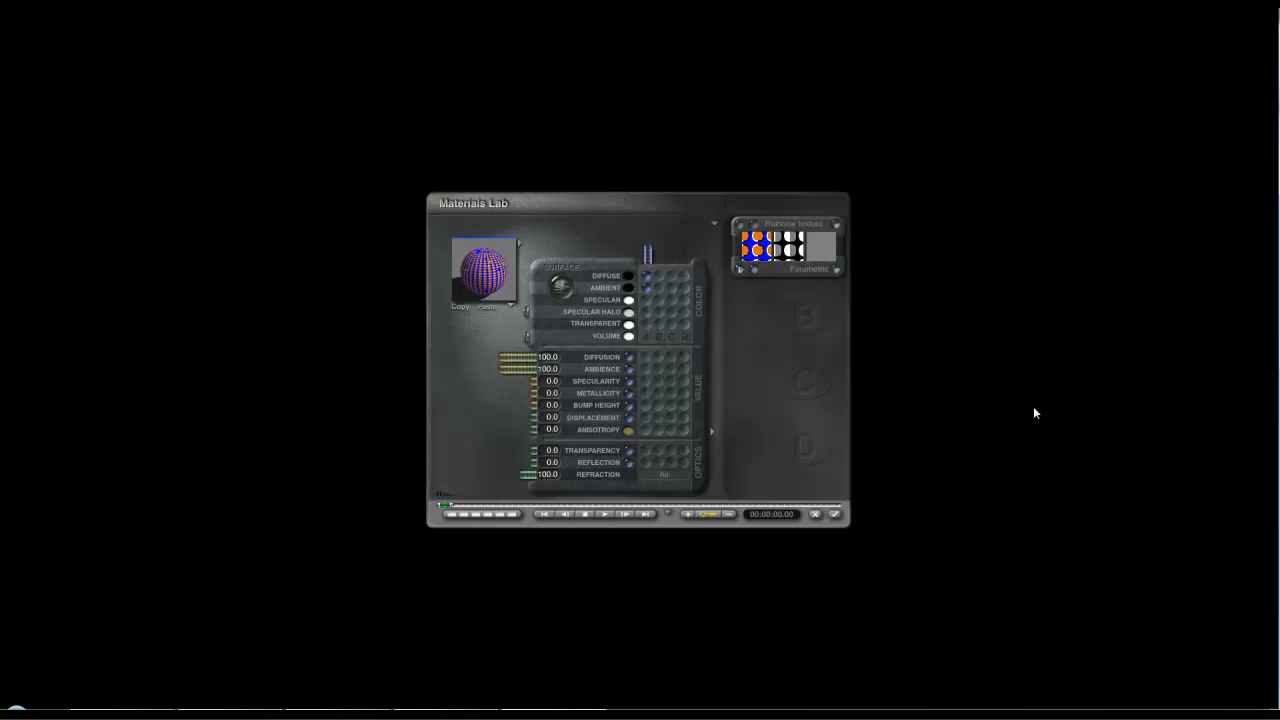 Materials Lab
Rainbow texture
Parametric
Copy Paste
SURFACE
DIFFUSE
AMBIENT
SPECULAR
SPECULAR HALO
TRANSPARENT
VOLUME
A B C D
COLOR
100.0 DIFFUSION
100.0 AMBIENCE
0.0 SPECULARITY
0.0 METALLICITY
0.0 BUMP HEIGHT
0.0 DISPLACEMENT
0.0 ANISOTROPY
VALUE
0.0 TRANSPARENCY
0.0 REFLECTION
100.0 REFRACTION
Air
OPTICS
B
C
D
00:00:00.00